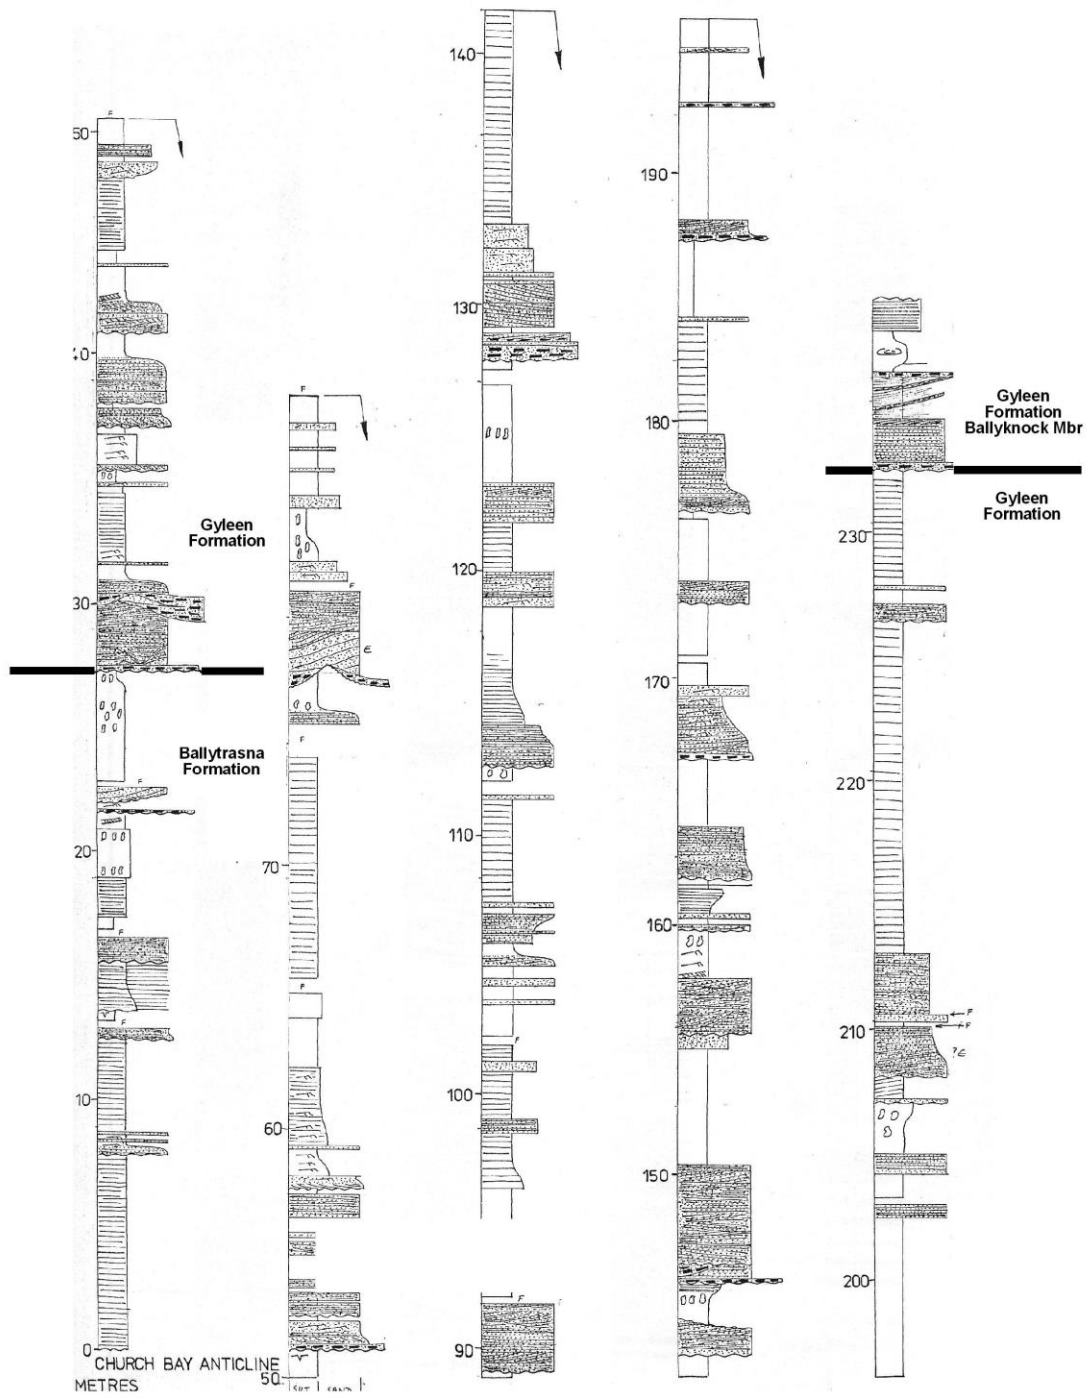 50
F
40
30
20
F
F
F
10
0
CHURCH BAY ANTICLINE
METRES
Gyleen
Formation
Ballytrasna
Formation
F
F
E
F
70
F
60
50
SLT SAND
140
130
120
110
F
100
F
90
190
180
170
160
150
Gyleen
Formation
Ballyknock Mbr
Gyleen
Formation
230
220
F
F
210
?E
200